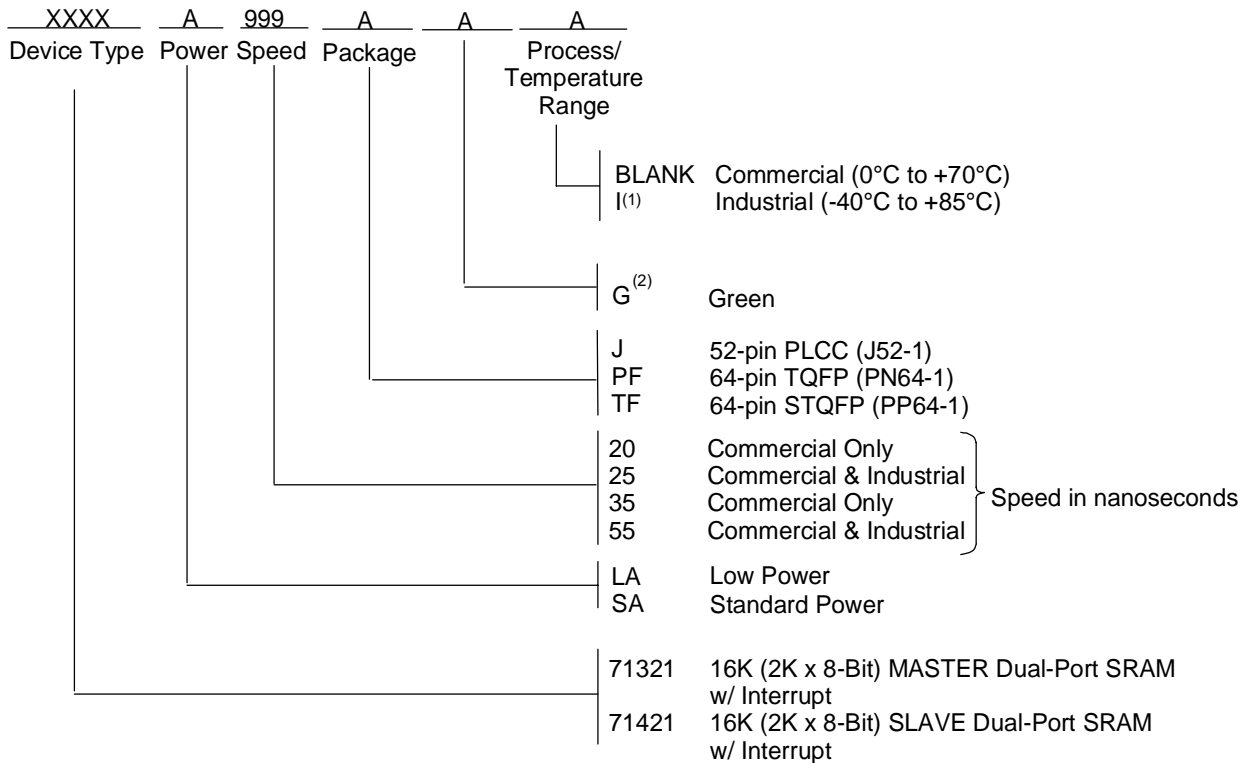 XXXX A 999 A A A
Device Type Power Speed Package Process/
Temperature
Range
BLANK Commercial (0°C to +70°C)
I(1) Industrial (-40°C to +85°C)
G(2) Green
J 52-pin PLCC (J52-1)
PF 64-pin TQFP (PN64-1)
TF 64-pin STQFP (PP64-1)
20 Commercial Only
25 Commercial & Industrial
35 Commercial Only
55 Commercial & Industrial
Speed in nanoseconds
LA Low Power
SA Standard Power
71321 16K (2K x 8-Bit) MASTER Dual-Port SRAM
w/ Interrupt
71421 16K (2K x 8-Bit) SLAVE Dual-Port SRAM
w/ Interrupt